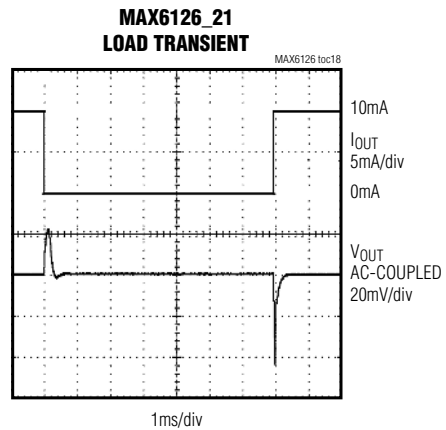 MAX6126_21
LOAD TRANSIENT
MAX6126 toc18
10mA
IOUT
5mA/div
0mA
VOUT
AC-COUPLED
20mV/div
1ms/div